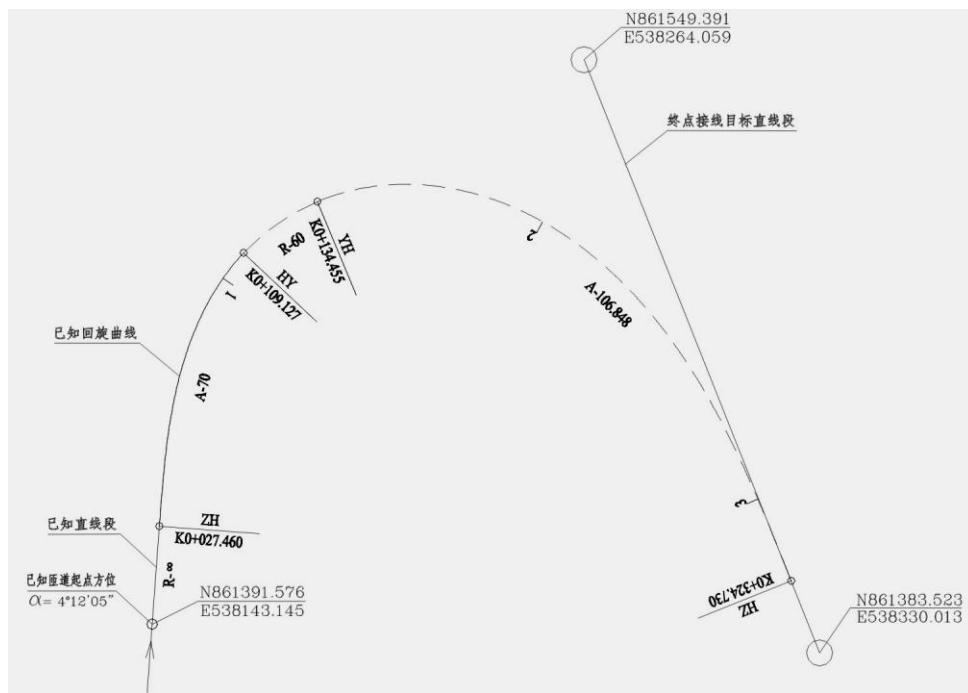 N861549.391
E538264.059
终点接线目标直线段
YH
K0+134.455
R-60
HY
K0+109.127
2
1
A-106.848
已知回旋曲线
A-70
3
ZH
K0+027.460
已知直线段
R-∞
已知匝道起点方位
α= 4°12'05"
N861391.576
E538143.145
K0+324.730
HZ
N861383.523
E538330.013